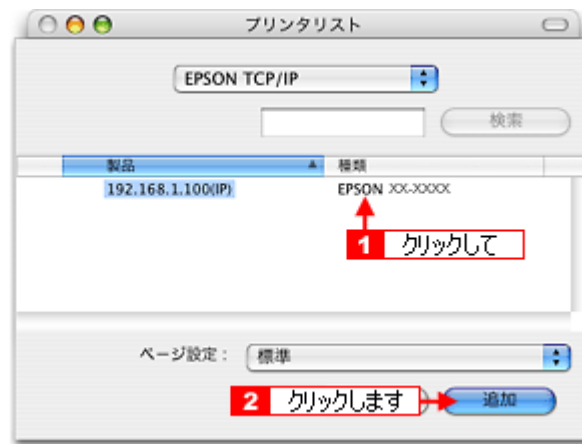 プリンタリスト
EPSON TCP/IP
検索
製品 種類
192.168.1.100(IP) EPSON XX-XXXX
1 クリックして
ページ設定: 標準
2 クリックします 追加